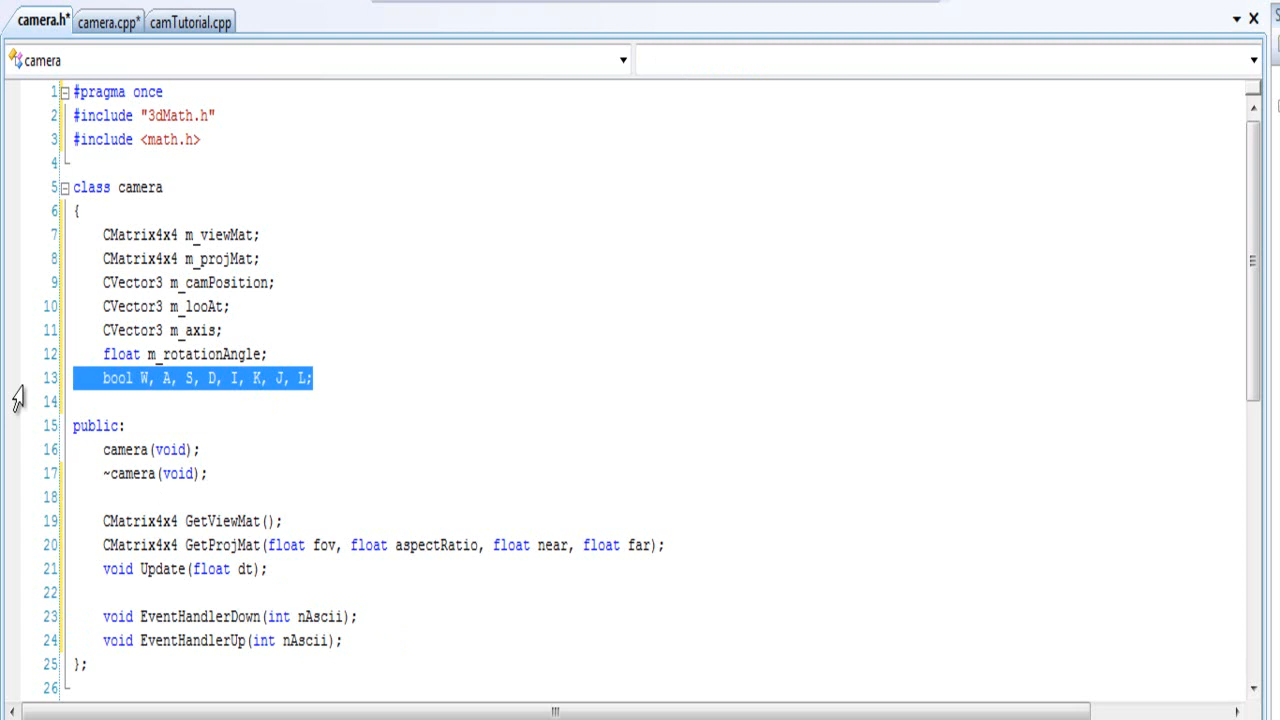 camera.h* camera.cpp* camTutorial.cpp
camera
1 #pragma once
2 #include "3dMath.h"
3 #include <math.h>
4
5 class camera
6 {
7 CMatrix4x4 m_viewMat;
8 CMatrix4x4 m_projMat;
9 CVector3 m_camPosition;
10 CVector3 m_looAt;
11 CVector3 m_axis;
12 float m_rotationAngle;
13 bool W, A, S, D, I, K, J, L;
14
15 public:
16 camera(void);
17 ~camera(void);
18
19 CMatrix4x4 GetViewMat();
20 CMatrix4x4 GetProjMat(float fov, float aspectRatio, float near, float far);
21 void Update(float dt);
22
23 void EventHandlerDown(int nAscii);
24 void EventHandlerUp(int nAscii);
25 };
26